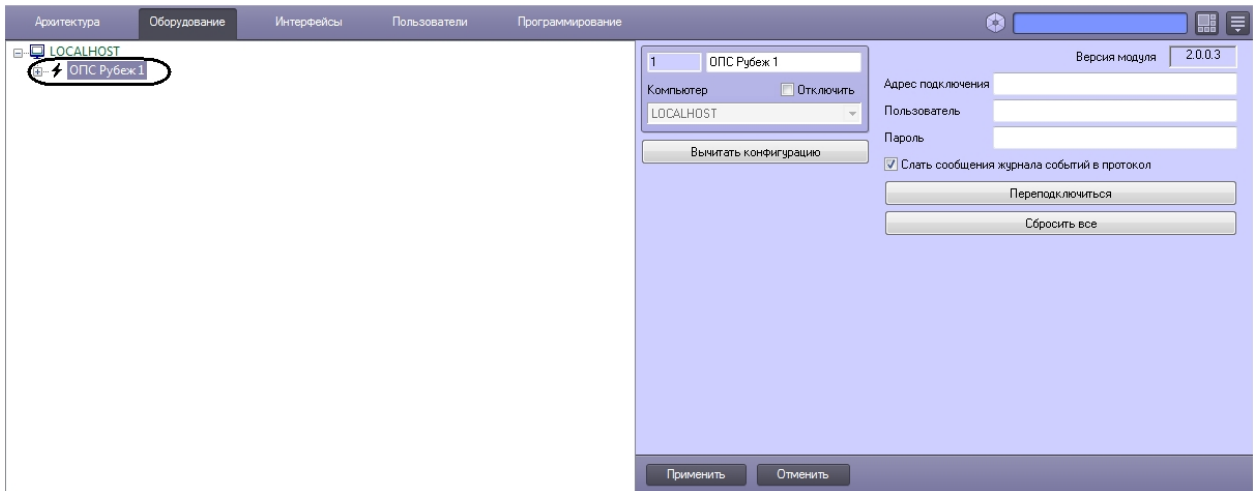 Архитектура Оборудование Интерфейсы Пользователи Программирование
LOCALHOST
ОПС Рубеж 1
1 ОПС Рубеж 1
Компьютер Отключить
LOCALHOST
Вычитать конфигурацию
Версия модуля 2.0.0.3
Адрес подключения
Пользователь
Пароль
Слать сообщения журнала событий в протокол
Переподключиться
Сбросить все
Применить Отменить